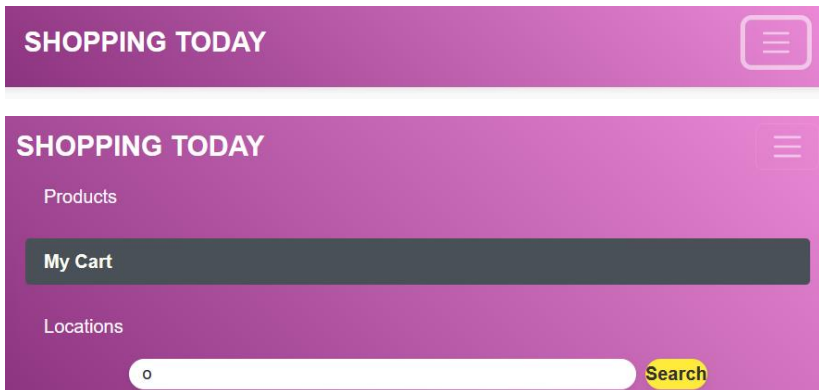 SHOPPING TODAY
SHOPPING TODAY
Products
My Cart
Locations
o Search